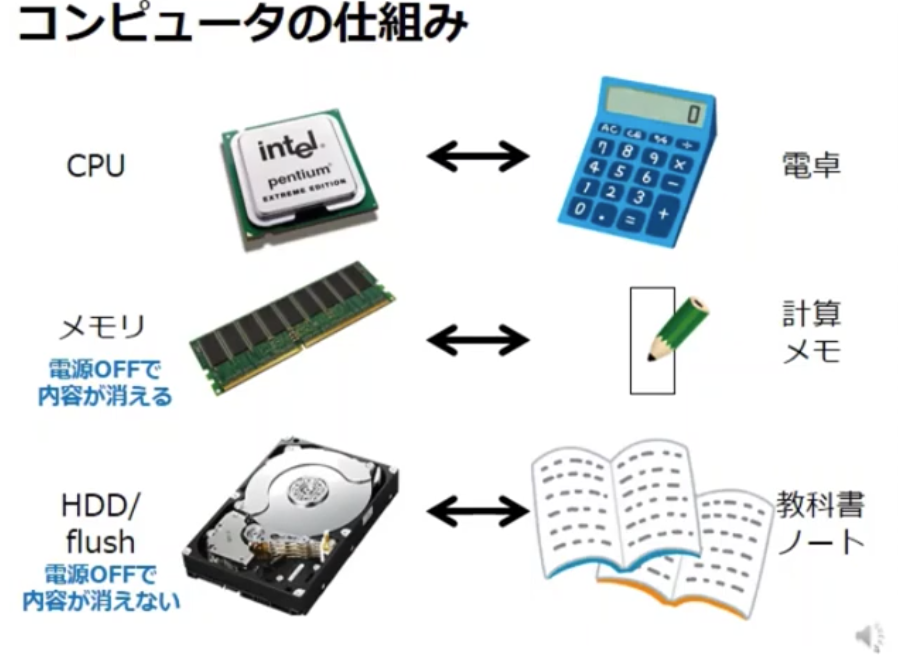 コンピュータの仕組み
CPU
intel
pentium
EXTREME EDITION
0
AC CE % ÷
7 8 9 ×
4 5 6 −
1 2 3 +
0 . =
電卓
メモリ
電源OFFで
内容が消える
計算
メモ
HDD/
flush
電源OFFで
内容が消えない
教科書
ノート